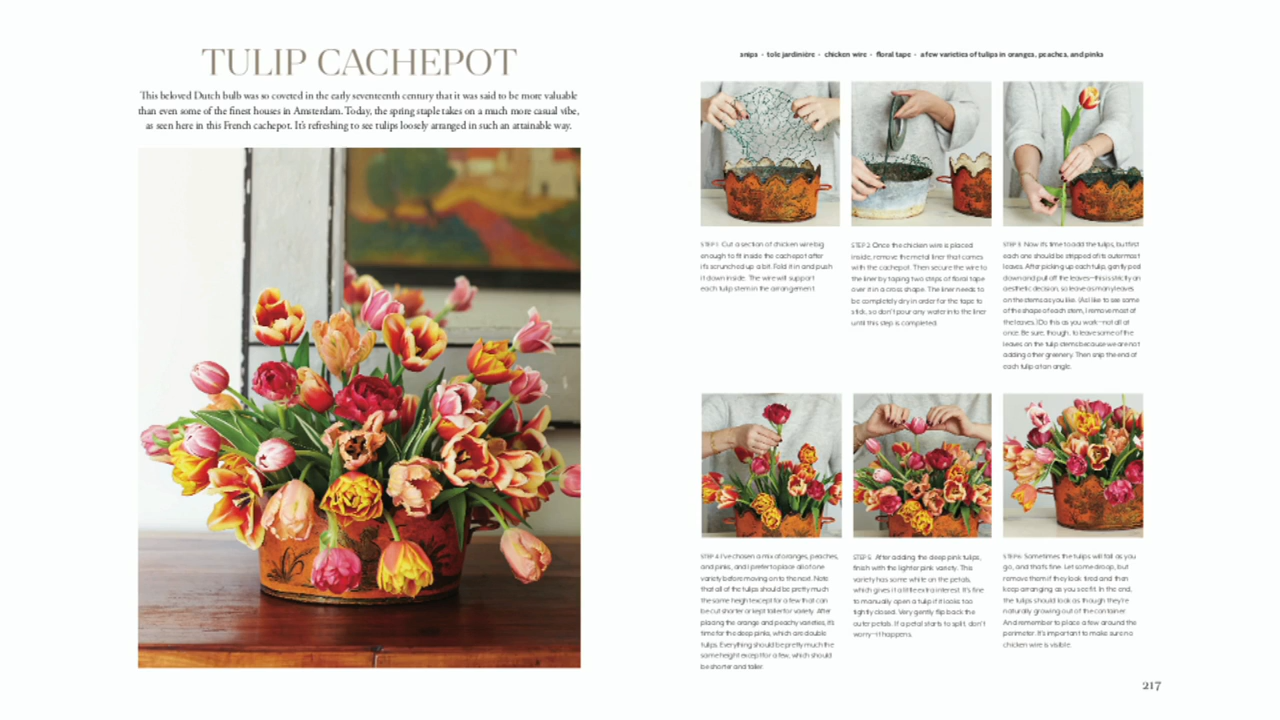 TULIP CACHEPOT
This beloved Dutch bulb was so coveted in the early seventeenth century that it was said to be more valuable
than even some of the finest houses in Amsterdam. Today, the spring staple takes on a much more casual vibe,
as seen here in this French cachepot. It's refreshing to see tulips loosely arranged in such an attainable way.
snips • tole jardinière • chicken wire • floral tape • a few varieties of tulips in oranges, peaches, and pinks
STEP 1: Cut a section of chicken wire big
enough to fit inside the cachepot after
it's scrunched up a bit. Fold it in and push
it down inside. The wire will support
each tulip stem in the arrangement.
STEP 2: Once the chicken wire is placed
inside, remove the metal liner that comes
with the cachepot. Then secure the wire to
the liner by taping two strips of floral tape
over it in a cross shape. The liner needs to
be completely dry in order for the tape to
stick, so don't pour any water into the liner
until this step is completed.
STEP 3: Now it's time to add the tulips, but first
each one should be stripped of its outermost
leaves. After picking up each tulip, gently peel
down and pull off the leaves—this is strictly an
aesthetic decision, so leave as many leaves
on the stems as you like. (As I like to see some
of the shape of each stem, I remove most of
the leaves.) Do this as you work—not all at
once. Be sure, though, to leave some of the
leaves on the tulip stems because we are not
adding other greenery. Then snip the end of
each tulip at an angle.
STEP 4: I've chosen a mix of oranges, peaches,
and pinks, and I prefer to place all of one
variety before moving on to the next. Note
that all of the tulips should be pretty much
the same height except for a few that can
be cut shorter or kept taller for variety. After
placing the orange and peachy varieties, it's
time for the deep pinks, which are double
tulips. Everything should be pretty much the
same height except for a few, which should
be shorter and taller.
STEP 5: After adding the deep pink tulips,
finish with the lighter pink variety. This
variety has some white on the petals,
which gives it a little extra interest. It's fine
to manually open a tulip if it looks too
tightly closed. Very gently flip back the
outer petals. If a petal starts to split, don't
worry—it happens.
STEP 6: Sometimes the tulips will fall as you
go, and that's fine. Let some droop, but
remove them if they look tired and then
keep arranging as you see fit. In the end,
the tulips should look as though they're
naturally growing out of the container.
And remember to place a few around the
perimeter. It's important to make sure no
chicken wire is visible.
217